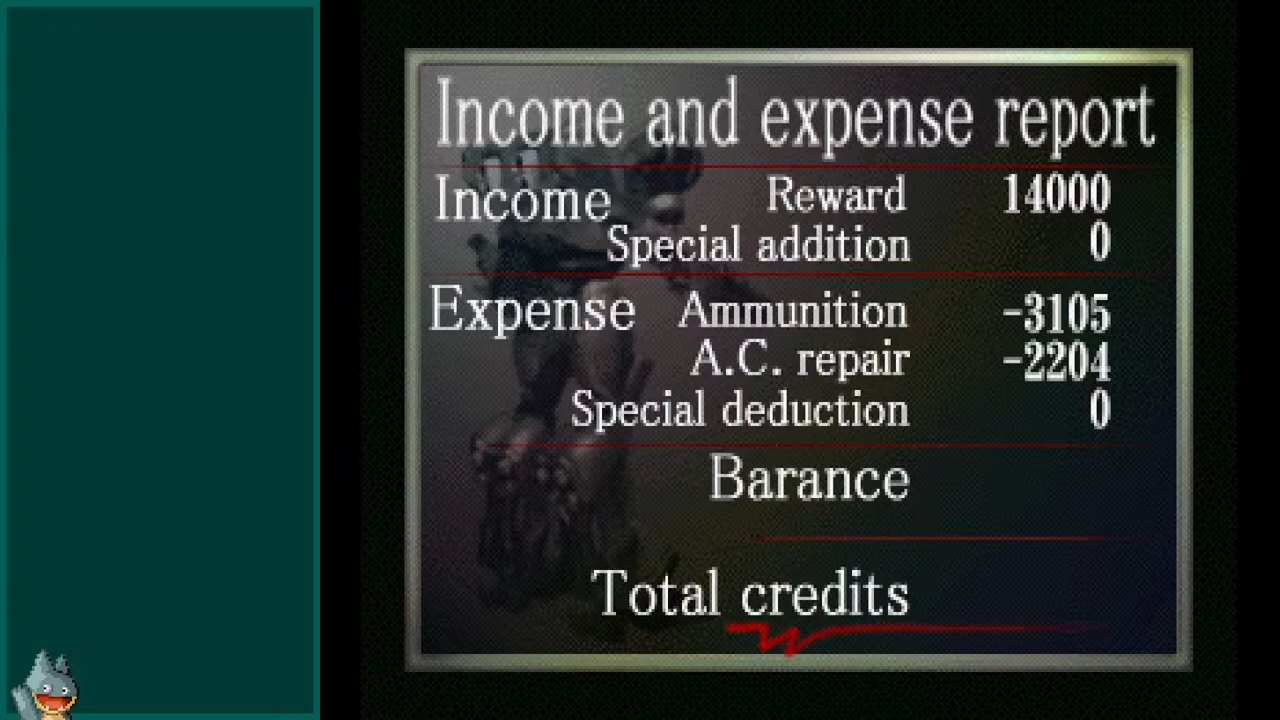 Income and expense report
Income Reward 14000
Special addition 0
Expense Ammunition -3105
A.C. repair -2204
Special deduction 0
Barance
Total credits